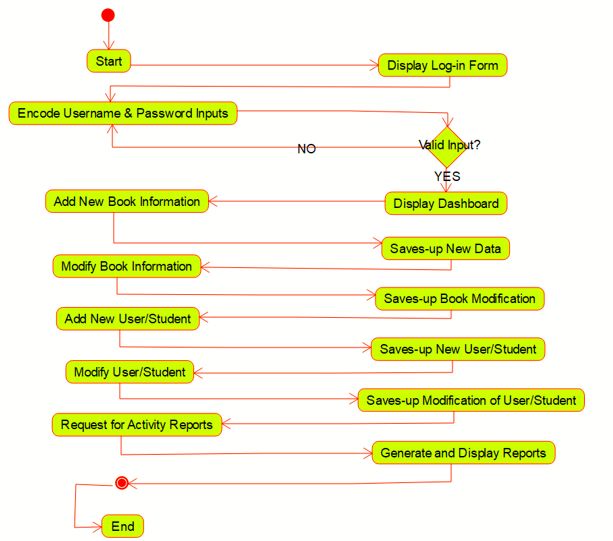 Start
Display Log-in Form
Encode Username & Password Inputs
Valid Input?
NO
YES
Add New Book Information
Display Dashboard
Saves-up New Data
Modify Book Information
Saves-up Book Modification
Add New User/Student
Saves-up New User/Student
Modify User/Student
Saves-up Modification of User/Student
Request for Activity Reports
Generate and Display Reports
End